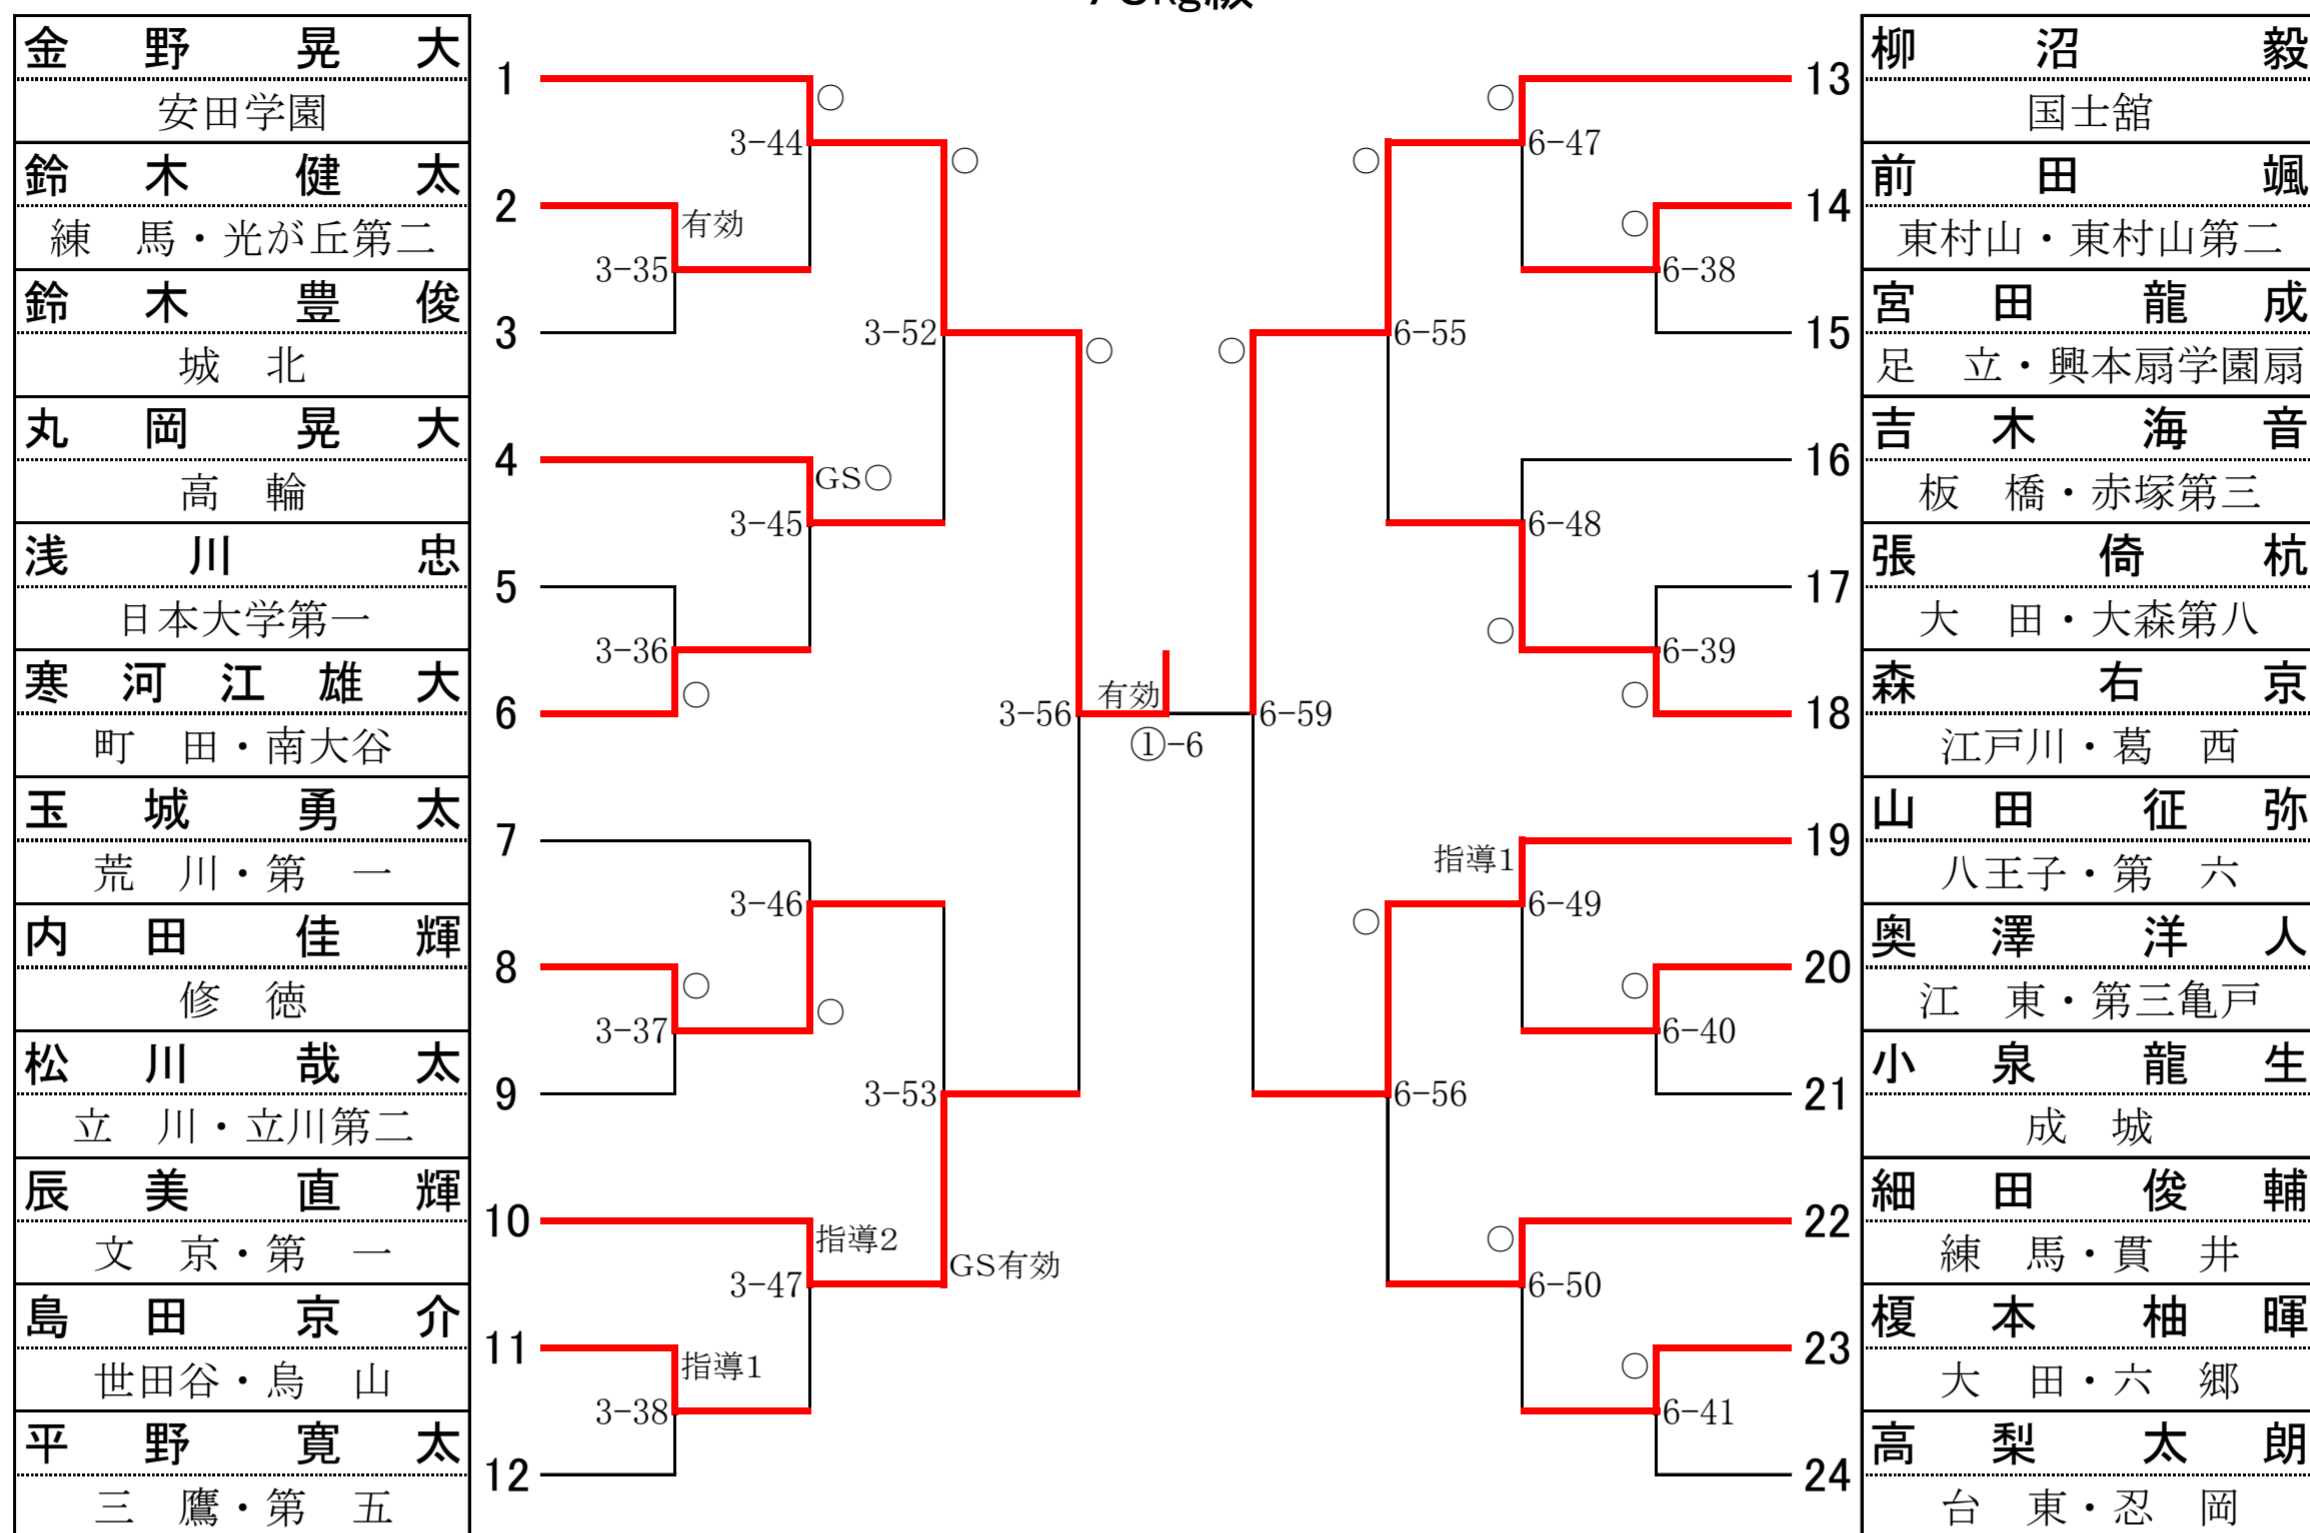 金野晃大
安田学園
鈴木健太
練　馬・光が丘第二
鈴木豊俊
城　北
丸岡晃大
高　輪
浅川忠
日本大学第一
寒河江雄大
町　田・南大谷
玉城勇太
荒　川・第　一
内田佳輝
修　徳
松川哉太
立　川・立川第二
辰美直輝
文　京・第　一
島田京介
世田谷・烏　山
平野寛太
三　鷹・第　五
1
2
3
4
5
6
7
8
9
10
11
12
○
3-44
有効
3-35
○
3-52
○
GS○
3-45
3-36
○
3-56
有効
①-6
3-46
○
3-37
○
3-53
指導2
GS有効
3-47
指導1
3-38
○
6-47
○
○
6-38
○
6-55
6-48
○
6-39
○
6-59
指導1
6-49
○
○
6-40
6-56
○
6-50
○
6-41
13
14
15
16
17
18
19
20
21
22
23
24
柳沼毅
国士舘
前田颯
東村山・東村山第二
宮田龍成
足　立・興本扇学園扇
吉木海音
板　橋・赤塚第三
張倚杭
大　田・大森第八
森右京
江戸川・葛　西
山田征弥
八王子・第　六
奥澤洋人
江　東・第三亀戸
小泉龍生
成　城
細田俊輔
練　馬・貫　井
榎本柚暉
大　田・六　郷
高梨太朗
台　東・忍　岡